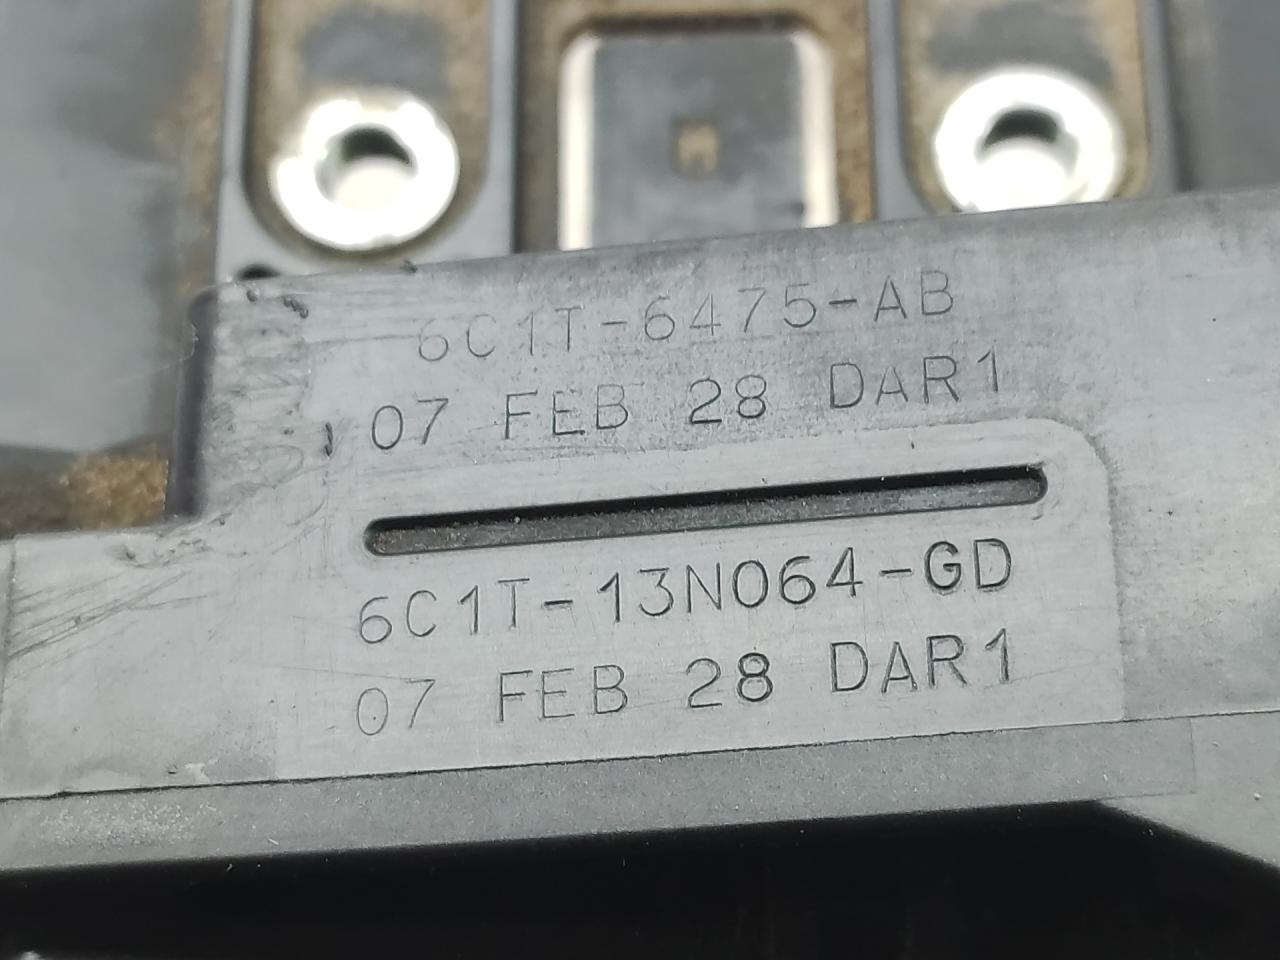 6C1T-6475-AB
07 FEB 28 DAR1
6C1T-13N064-GD
07 FEB 28 DAR1